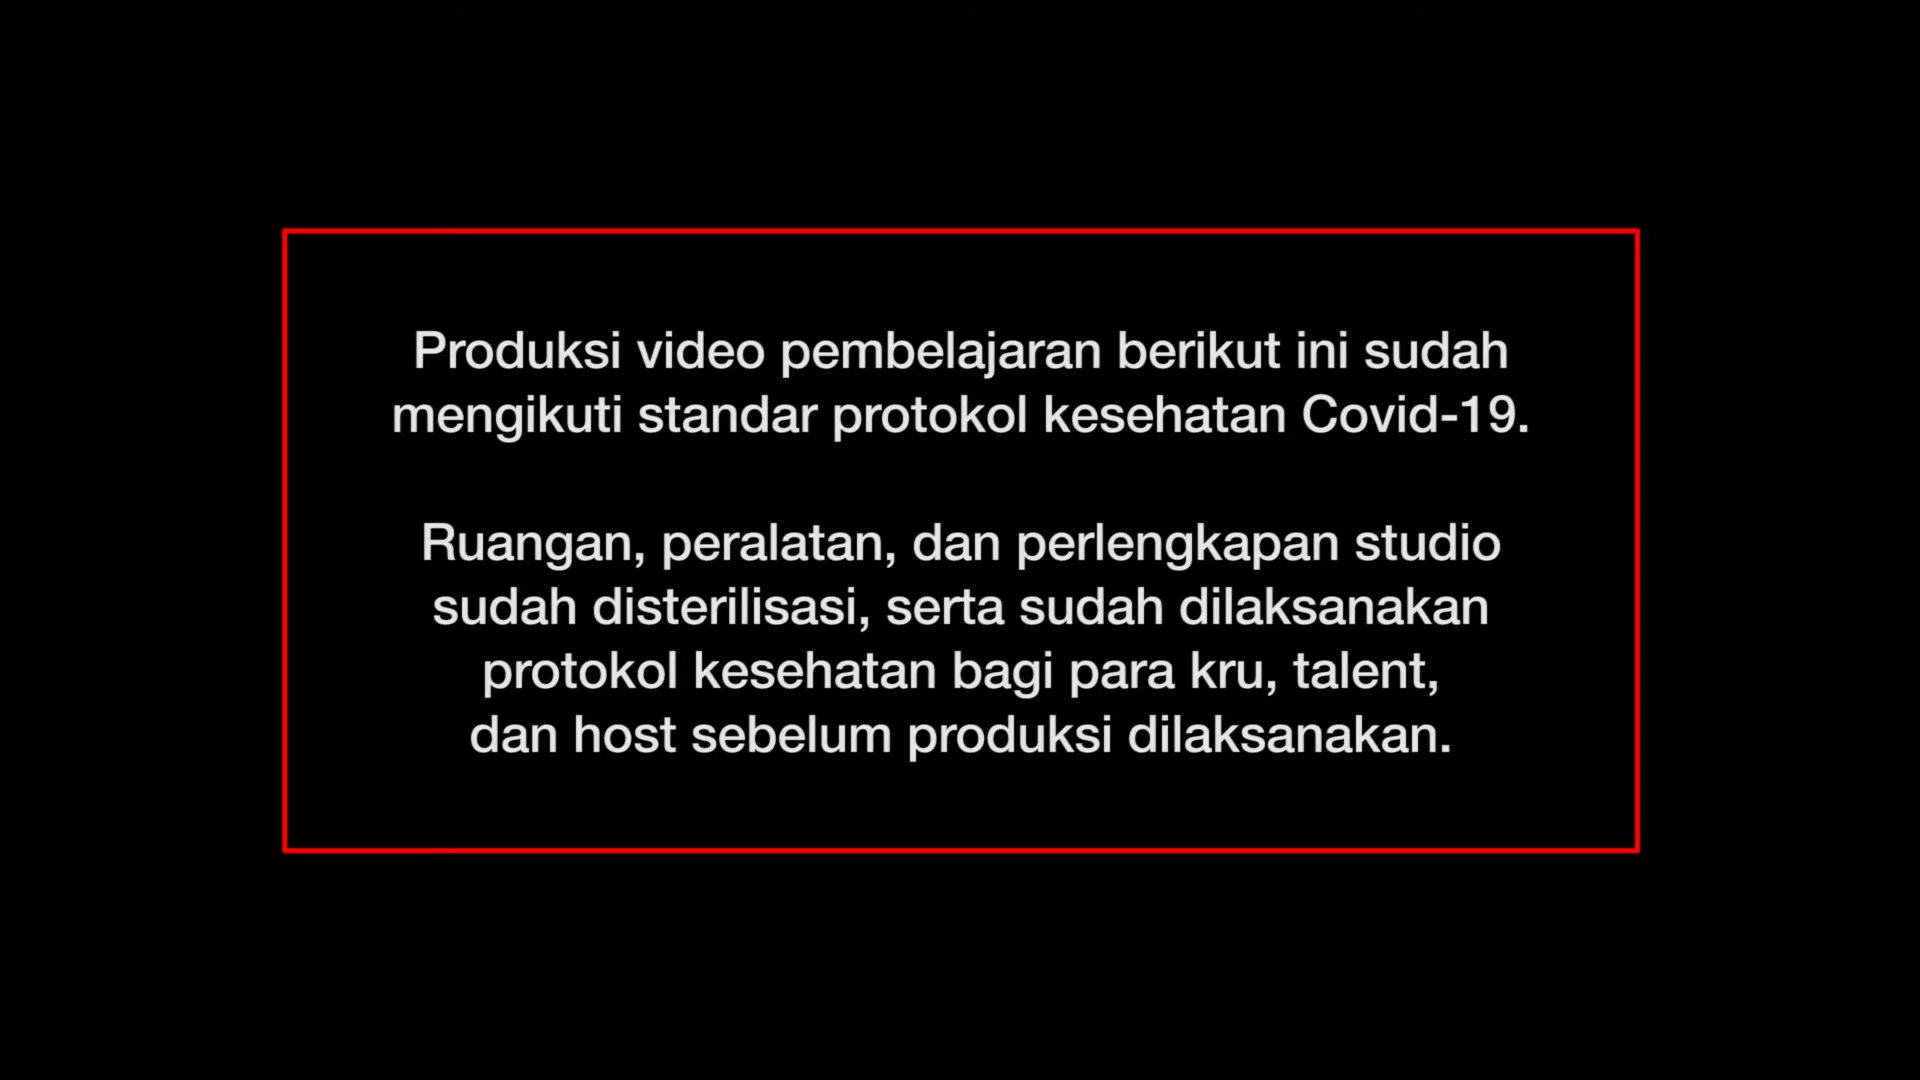 Produksi video pembelajaran berikut ini sudah
mengikuti standar protokol kesehatan Covid-19.
Ruangan, peralatan, dan perlengkapan studio
sudah disterilisasi, serta sudah dilaksanakan
protokol kesehatan bagi para kru, talent,
dan host sebelum produksi dilaksanakan.